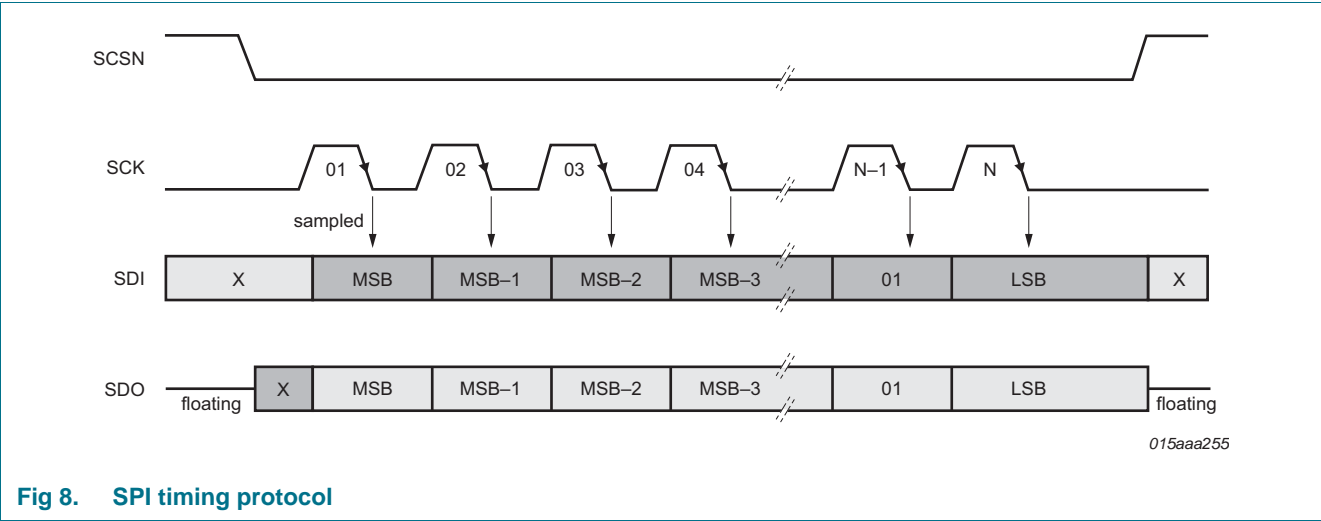 SCSN
SCK
01 02 03 04 N–1 N
sampled
SDI
X MSB MSB–1 MSB–2 MSB–3 01 LSB X
SDO
floating
X MSB MSB–1 MSB–2 MSB–3 01 LSB
floating
015aaa255
Fig 8. SPI timing protocol